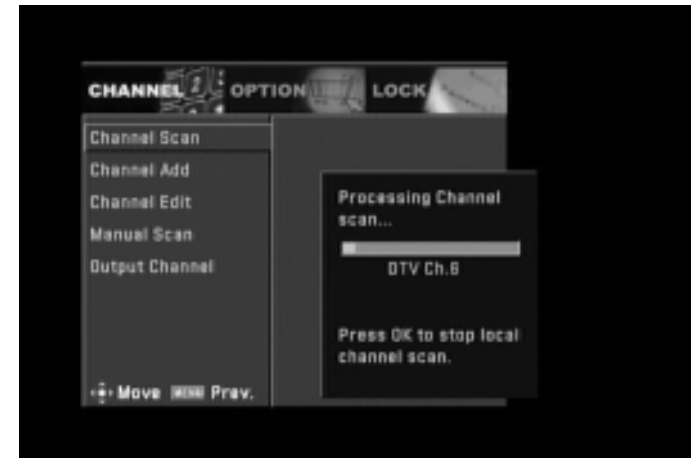 CHANNEL OPTION LOCK
Channel Scan
Channel Add
Channel Edit
Manual Scan
Output Channel
Move MENU Prev.
Processing Channel
scan...
DTV Ch.6
Press OK to stop local
channel scan.